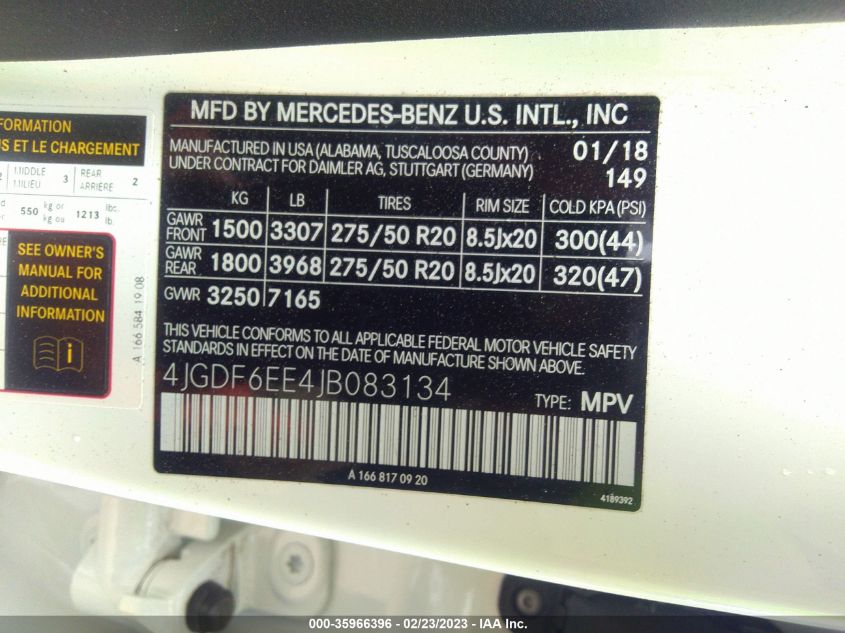 FORMATION
US ET LE CHARGEMENT
2 MIDDLE MILIEU 3 REAR ARRIÈRE 2
550 kg or kg ou 1213 lbs. lb.
SEE OWNER'S
MANUAL FOR
ADDITIONAL
INFORMATION
A 166 584 19 08
MFD BY MERCEDES-BENZ U.S. INTL., INC
MANUFACTURED IN USA (ALABAMA, TUSCALOOSA COUNTY) 01/18
UNDER CONTRACT FOR DAIMLER AG, STUTTGART (GERMANY) 149
KG LB TIRES RIM SIZE COLD KPA (PSI)
GAWR FRONT 1500 3307 275/50 R20 8.5Jx20 300(44)
GAWR REAR 1800 3968 275/50 R20 8.5Jx20 320(47)
GVWR 3250 7165
THIS VEHICLE CONFORMS TO ALL APPLICABLE FEDERAL MOTOR VEHICLE SAFETY
STANDARDS IN EFFECT ON THE DATE OF MANUFACTURE SHOWN ABOVE.
4JGDF6EE4JB083134
TYPE: MPV
A 166 817 09 20
4189392
000-35966396 - 02/23/2023 - IAA Inc.